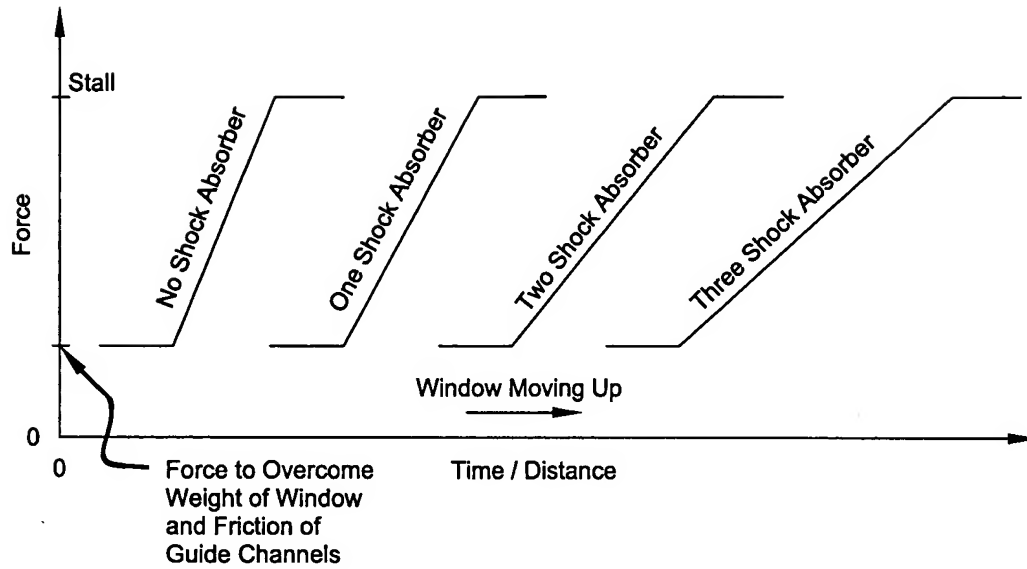 Stall
No Shock Absorber
One Shock Absorber
Two Shock Absorber
Three Shock Absorber
Force
Window Moving Up
0
0
Force to Overcome
Weight of Window
and Friction of
Guide Channels
Time / Distance